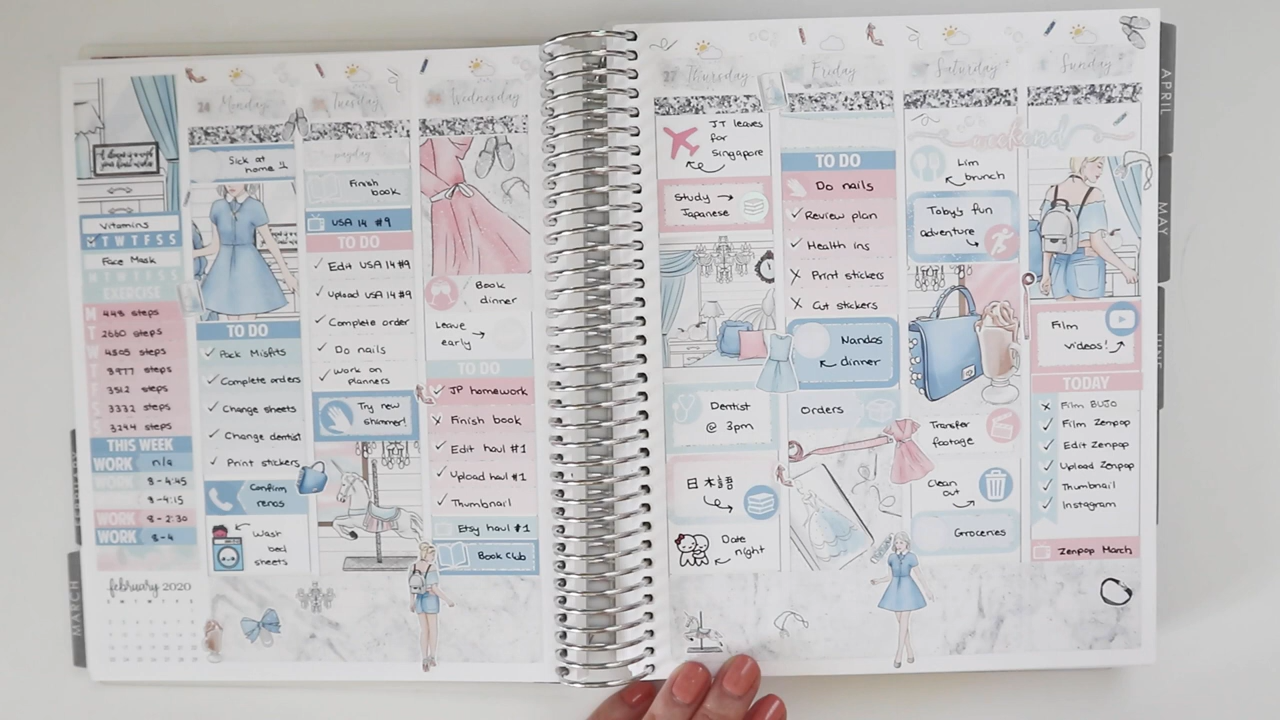 Vitamins
M T W T F S S
Face Mask
M T W T F S S
EXERCISE
M 448 steps
T 2660 steps
W 4505 steps
T 8977 steps
F 3512 steps
S 3332 steps
S 3244 steps
THIS WEEK
WORK n/a
WORK 8-4:45
WORK 8-4:15
WORK 8-2:30
WORK 8-4
february 2020
24 Monday
Sick at
home
TO DO
Pack Misfits
Complete orders
Change sheets
Change dentist
Print stickers
Confirm
renos
Wash
bed
sheets
Tuesday
payday
Finish
book
USA 14 #9
TO DO
Edit USA 14 #9
Upload USA 14 #9
Complete order
Do nails
Work on
planners
Try new
shimmer!
Wednesday
Book
dinner
Leave
early
TO DO
JP homework
Finish book
Edit haul #1
Upload haul #1
Thumbnail
Etsy haul #1
Book Club
27 Thursday
JT leaves
for
Singapore
Study
Japanese
Dentist
@ 3pm
日本語
Date
night
Friday
TO DO
Do nails
Review plan
Health ins
Print stickers
Cut stickers
Nandos
dinner
Orders
Saturday
weekend
Lim
brunch
Toby's fun
adventure
Transfer
footage
Clean
out
Groceries
Sunday
Film
videos!
TODAY
Film BUJO
Film Zenpop
Edit Zenpop
Upload Zenpop
Thumbnail
Instagram
Zenpop March
FEBRUARY
MARCH
APRIL
MAY
JUNE